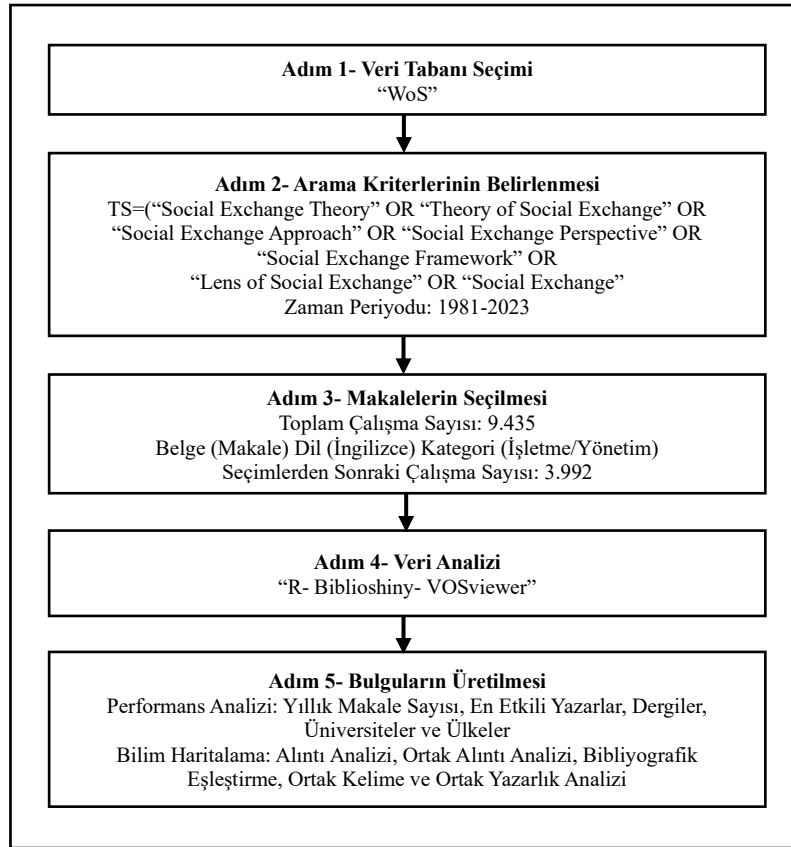 Adım 1- Veri Tabanı Seçimi
“WoS”
Adım 2- Arama Kriterlerinin Belirlenmesi
TS=(“Social Exchange Theory” OR “Theory of Social Exchange” OR
“Social Exchange Approach” OR “Social Exchange Perspective” OR
“Social Exchange Framework” OR
“Lens of Social Exchange” OR “Social Exchange”
Zaman Periyodu: 1981-2023
Adım 3- Makalelerin Seçilmesi
Toplam Çalışma Sayısı: 9.435
Belge (Makale) Dil (İngilizce) Kategori (İşletme/Yönetim)
Seçimlerden Sonraki Çalışma Sayısı: 3.992
Adım 4- Veri Analizi
“R- Biblioshiny- VOSviewer”
Adım 5- Bulguların Üretilmesi
Performans Analizi: Yıllık Makale Sayısı, En Etkili Yazarlar, Dergiler,
Üniversiteler ve Ülkeler
Bilim Haritalama: Alıntı Analizi, Ortak Alıntı Analizi, Bibliyografik
Eşleştirme, Ortak Kelime ve Ortak Yazarlık Analizi